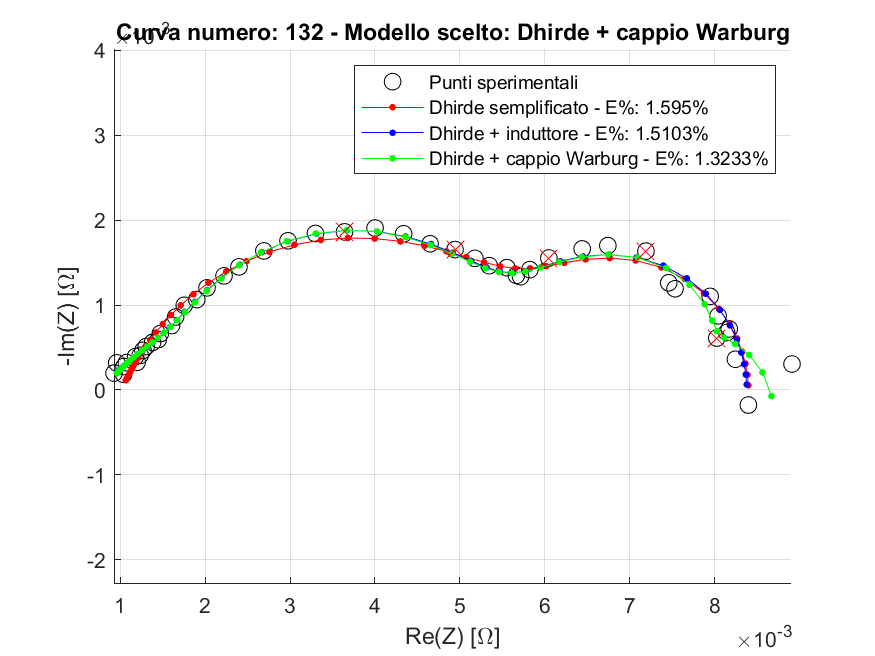 Curva numero: 132 - Modello scelto: Dhirde + cappio Warburg
×10-3
Punti sperimentali
Dhirde semplificato - E%: 1.595%
Dhirde + induttore - E%: 1.5103%
Dhirde + cappio Warburg - E%: 1.3233%
4
3
2
1
0
-1
-2
-Im(Z) [Ω]
1 2 3 4 5 6 7 8
Re(Z) [Ω]
×10-3